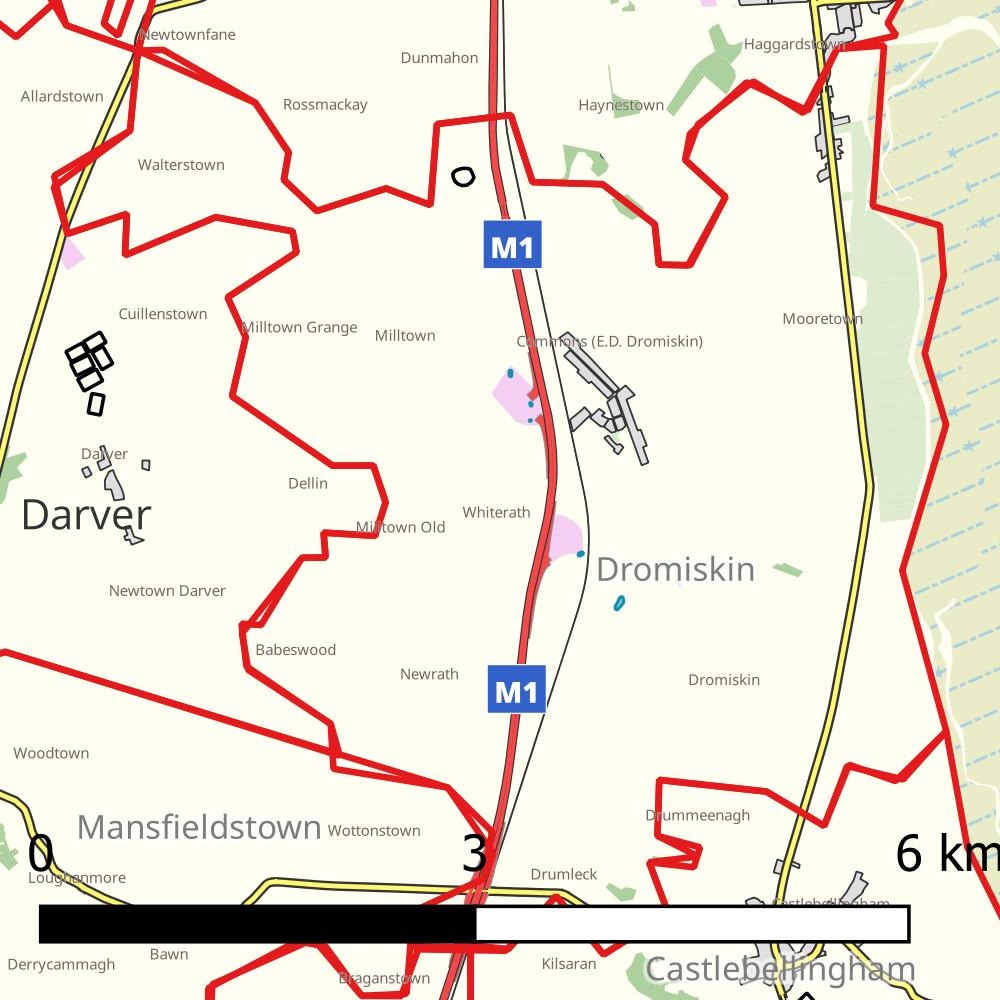 Newtownfane
Haggardstown
Dunmahon
Allardstown
Rossmackay
Haynestown
Walterstown
M1
Cuillenstown
Milltown Grange
Milltown
Commons (E.D. Dromiskin)
Mooretown
Darver
Dellin
Darver
Milltown Old
Whiterath
Dromiskin
Newtown Darver
Babeswood
Newrath
Dromiskin
M1
Woodtown
Mansfieldstown
Wottonstown
Drummeenagh
0
3
6 km
Loughanmore
Drumleck
Castlebellingham
Bawn
Derrycammagh
Braganstown
Kilsaran
Castlebellingham